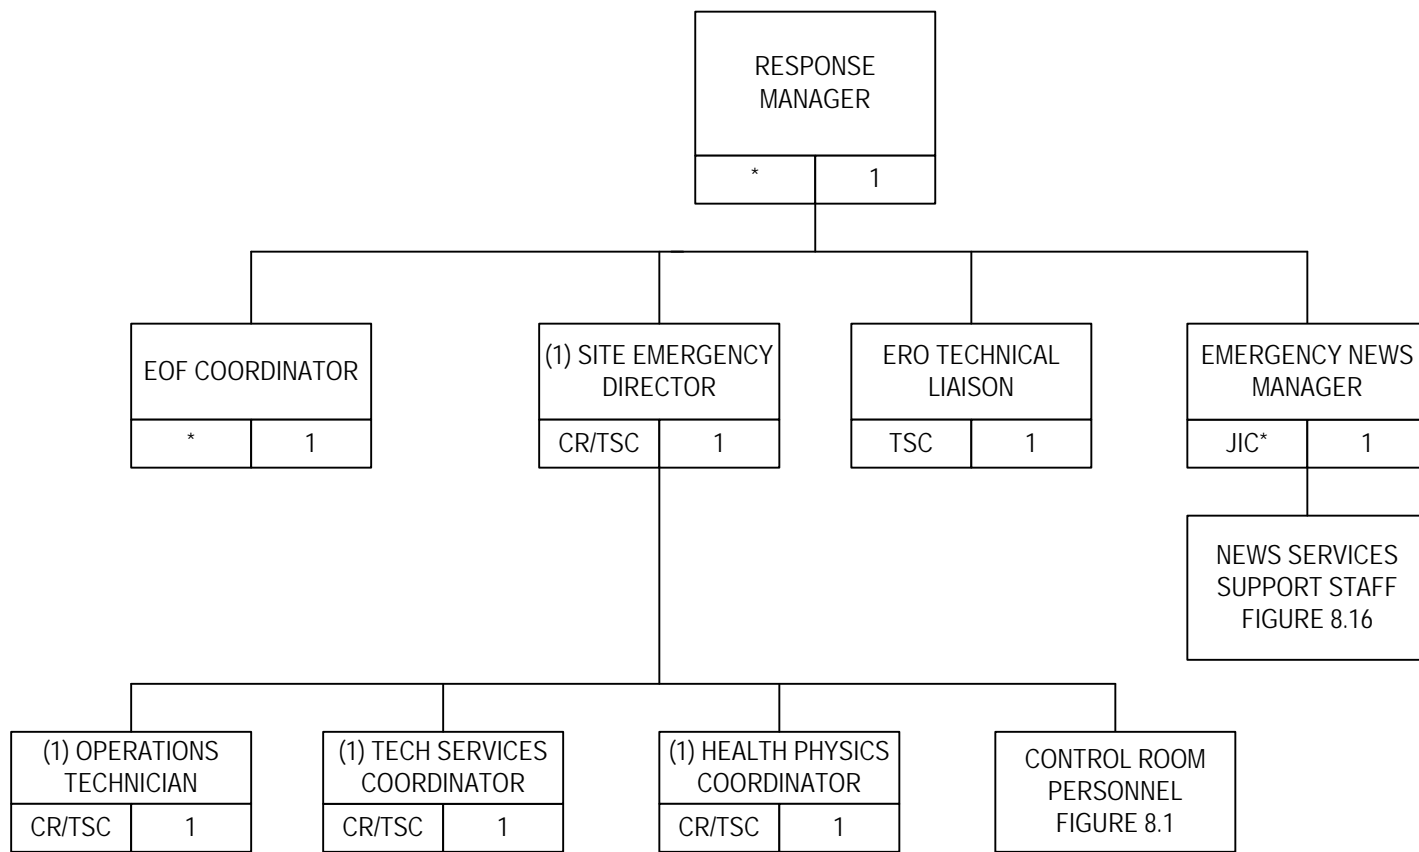 RESPONSE
MANAGER
* 1
EOF COORDINATOR
* 1
(1) SITE EMERGENCY
DIRECTOR
CR/TSC 1
ERO TECHNICAL
LIAISON
TSC 1
EMERGENCY NEWS
MANAGER
JIC* 1
NEWS SERVICES
SUPPORT STAFF
FIGURE 8.16
(1) OPERATIONS
TECHNICIAN
CR/TSC 1
(1) TECH SERVICES
COORDINATOR
CR/TSC 1
(1) HEALTH PHYSICS
COORDINATOR
CR/TSC 1
CONTROL ROOM
PERSONNEL
FIGURE 8.1